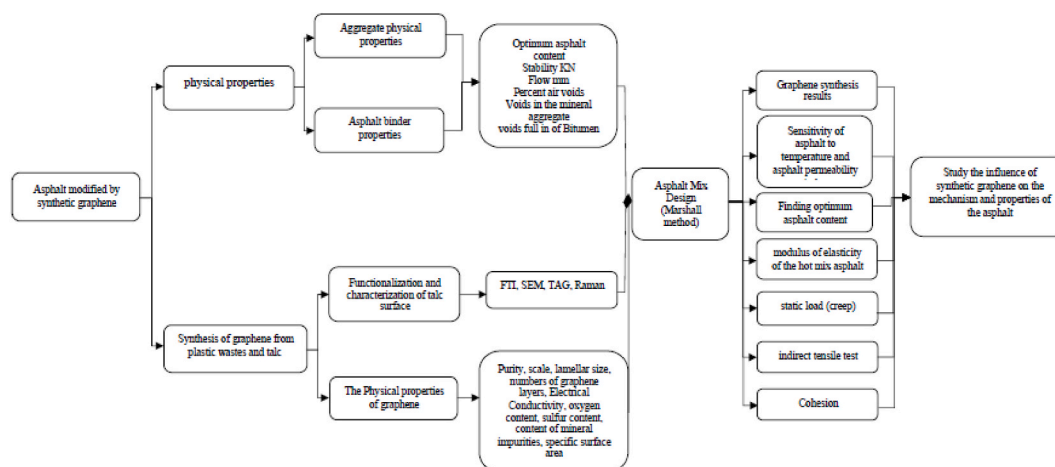 Asphalt modified by
synthetic graphene
physical properties
Synthesis of graphene from
plastic wastes and talc
Aggregate physical
properties
Asphalt binder
properties
Functionalization and
characterization of talc
surface
The Physical properties
of graphene
Optimum asphalt
content
Stability KN
Flow mm
Percent air voids
Voids in the mineral
aggregate
voids full in of Bitumen
FTI, SEM, TAG, Raman
Purity, scale, lamellar size,
numbers of graphene
layers, Electrical
Conductivity, oxygen
content, sulfur content,
content of mineral
impurities, specific surface
area
Asphalt Mix
Design
(Marshall
method)
Graphene synthesis
results
Sensitivity of
asphalt to
temperature and
asphalt permeability
Finding optimum
asphalt content
modulus of elasticity
of the hot mix asphalt
static load (creep)
indirect tensile test
Cohesion
Study the influence of
synthetic graphene on the
mechanism and properties of
the asphalt